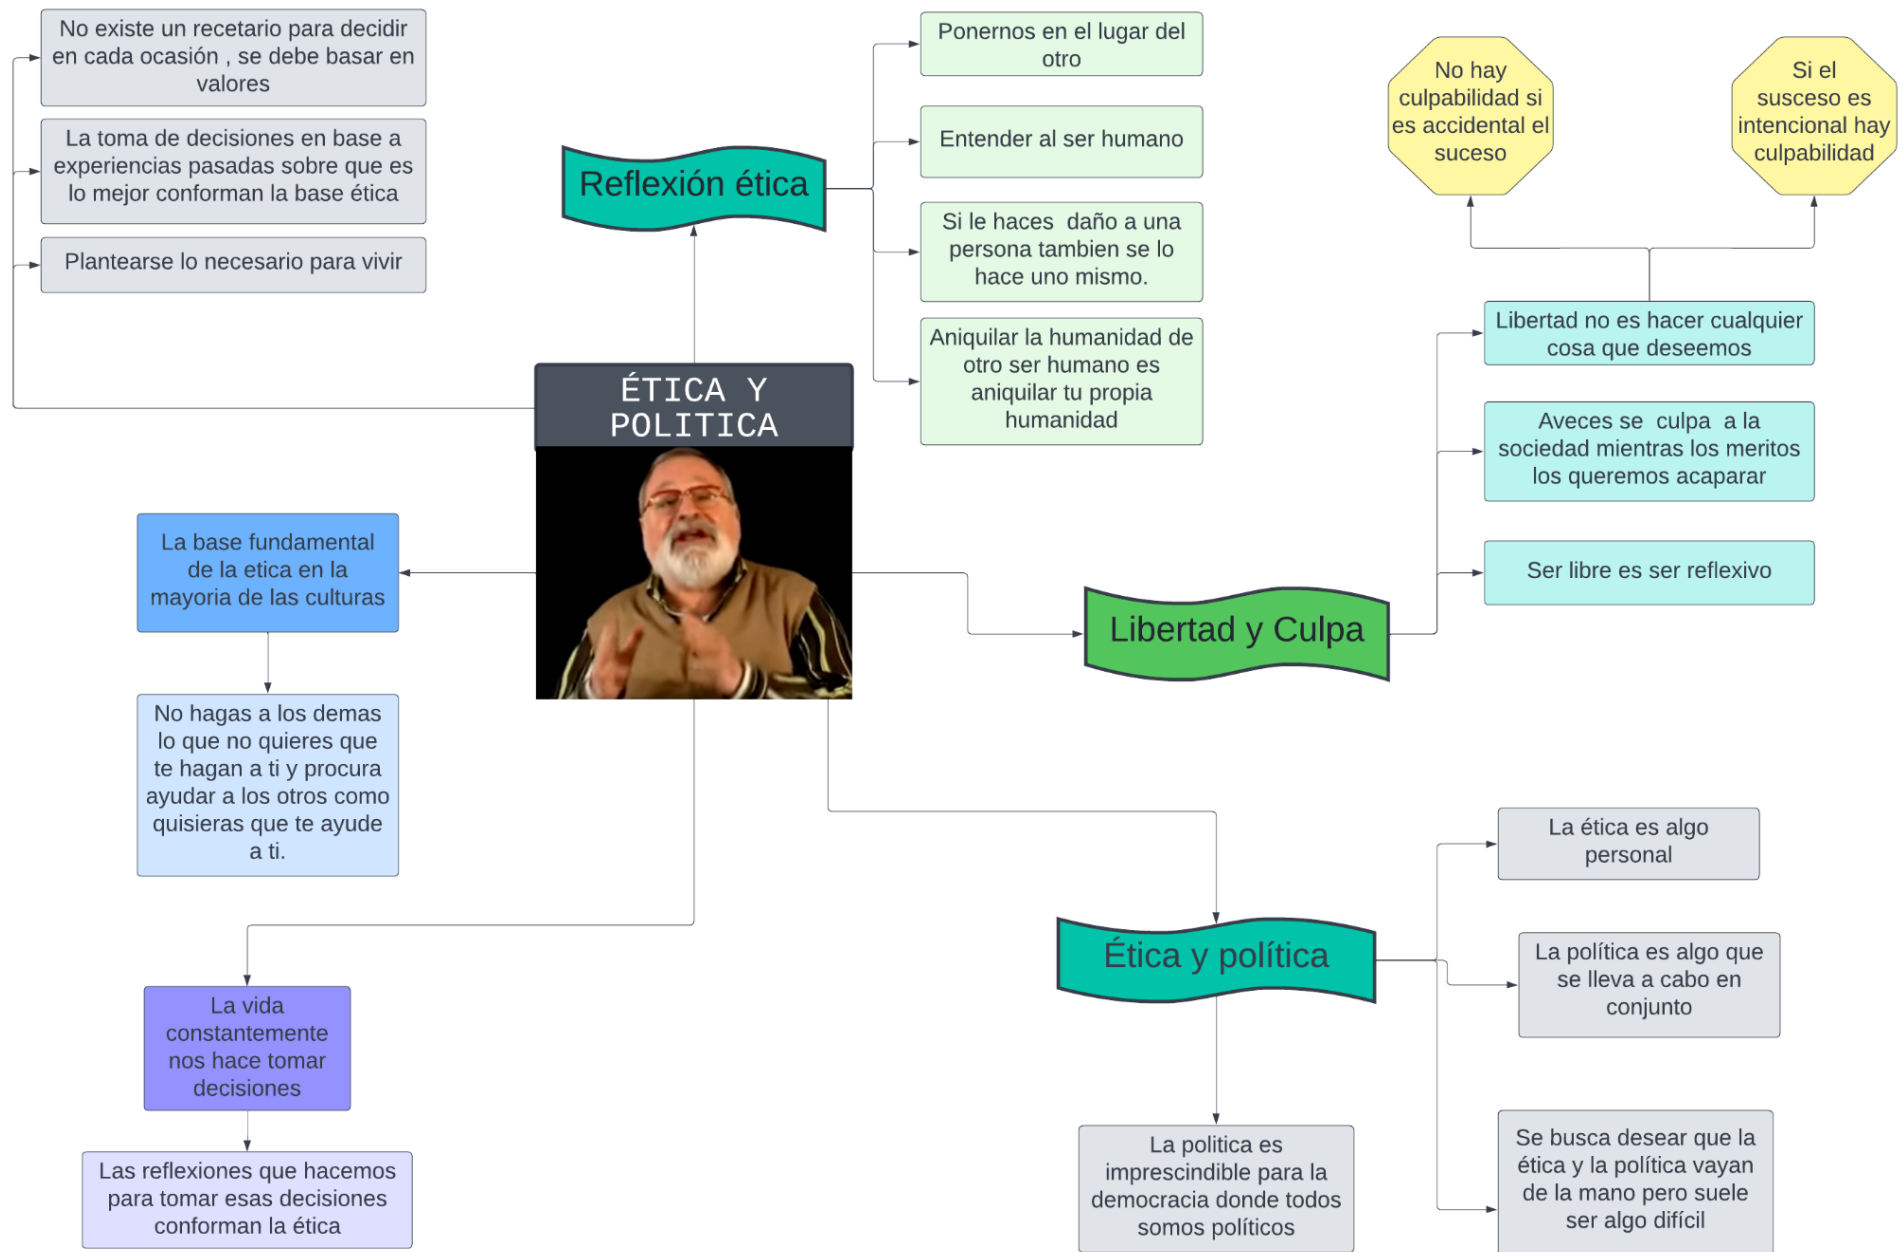 No existe un recetario para decidir
en cada ocasión , se debe basar en
valores
La toma de decisiones en base a
experiencias pasadas sobre que es
lo mejor conforman la base ética
Plantearse lo necesario para vivir
Reflexión ética
Ponernos en el lugar del
otro
Entender al ser humano
Si le haces  daño a una
persona tambien se lo
hace uno mismo.
Aniquilar la humanidad de
otro ser humano es
aniquilar tu propia
humanidad
No hay
culpabilidad si
es accidental el
suceso
Si el
susceso es
intencional hay
culpabilidad
Libertad no es hacer cualquier
cosa que deseemos
Aveces se  culpa  a la
sociedad mientras los meritos
los queremos acaparar
Ser libre es ser reflexivo
ÉTICA Y
POLITICA
Libertad y Culpa
La base fundamental
de la etica en la
mayoria de las culturas
No hagas a los demas
lo que no quieres que
te hagan a ti y procura
ayudar a los otros como
quisieras que te ayude
a ti.
La vida
constantemente
nos hace tomar
decisiones
Las reflexiones que hacemos
para tomar esas decisiones
conforman la ética
Ética y política
La ética es algo
personal
La política es algo que
se lleva a cabo en
conjunto
Se busca desear que la
ética y la política vayan
de la mano pero suele
ser algo difícil
La politica es
imprescindible para la
democracia donde todos
somos políticos